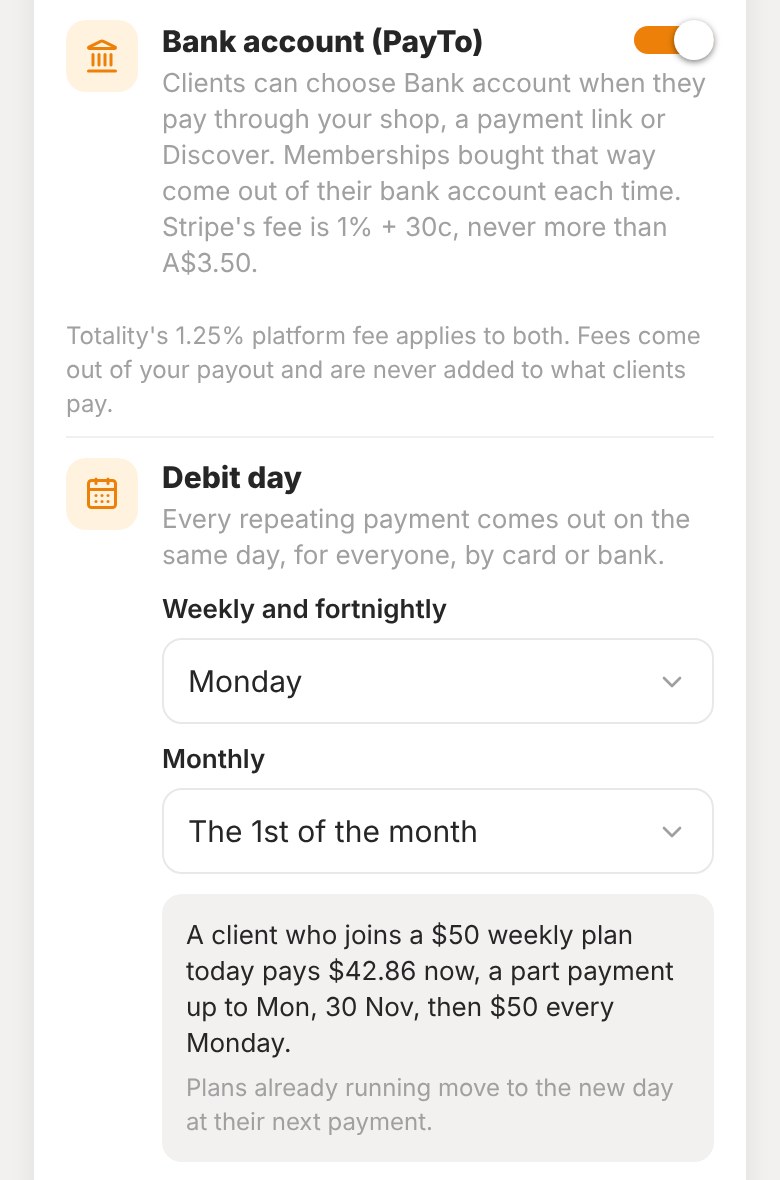 Bank account (PayTo)
Clients can choose Bank account when they
pay through your shop, a payment link or
Discover. Memberships bought that way
come out of their bank account each time.
Stripe's fee is 1% + 30c, never more than
A$3.50.
Totality's 1.25% platform fee applies to both. Fees come
out of your payout and are never added to what clients
pay.
Debit day
Every repeating payment comes out on the
same day, for everyone, by card or bank.
Weekly and fortnightly
Monday
Monthly
The 1st of the month
A client who joins a $50 weekly plan
today pays $42.86 now, a part payment
up to Mon, 30 Nov, then $50 every
Monday.
Plans already running move to the new day
at their next payment.